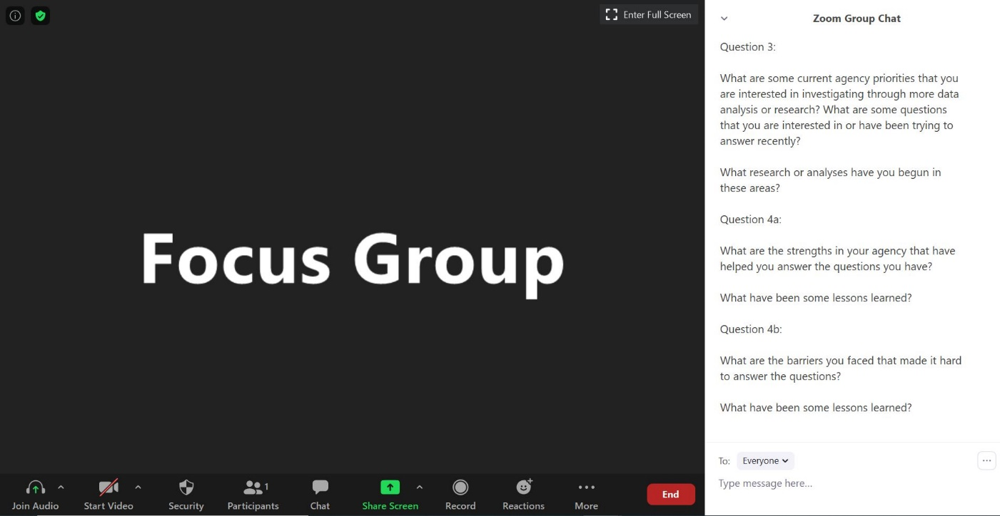 Enter Full Screen
Zoom Group Chat
Question 3:
What are some current agency priorities that you
are interested in investigating through more data
analysis or research? What are some questions
that you are interested in or have been trying to
answer recently?
What research or analyses have you begun in
these areas?
Question 4a:
What are the strengths in your agency that have
helped you answer the questions you have?
What have been some lessons learned?
Question 4b:
What are the barriers you faced that made it hard
to answer the questions?
What have been some lessons learned?
Focus Group
To: Everyone
Type message here...
1
Join Audio
Start Video
Security
Participants
Chat
Share Screen
Record
Reactions
More
End